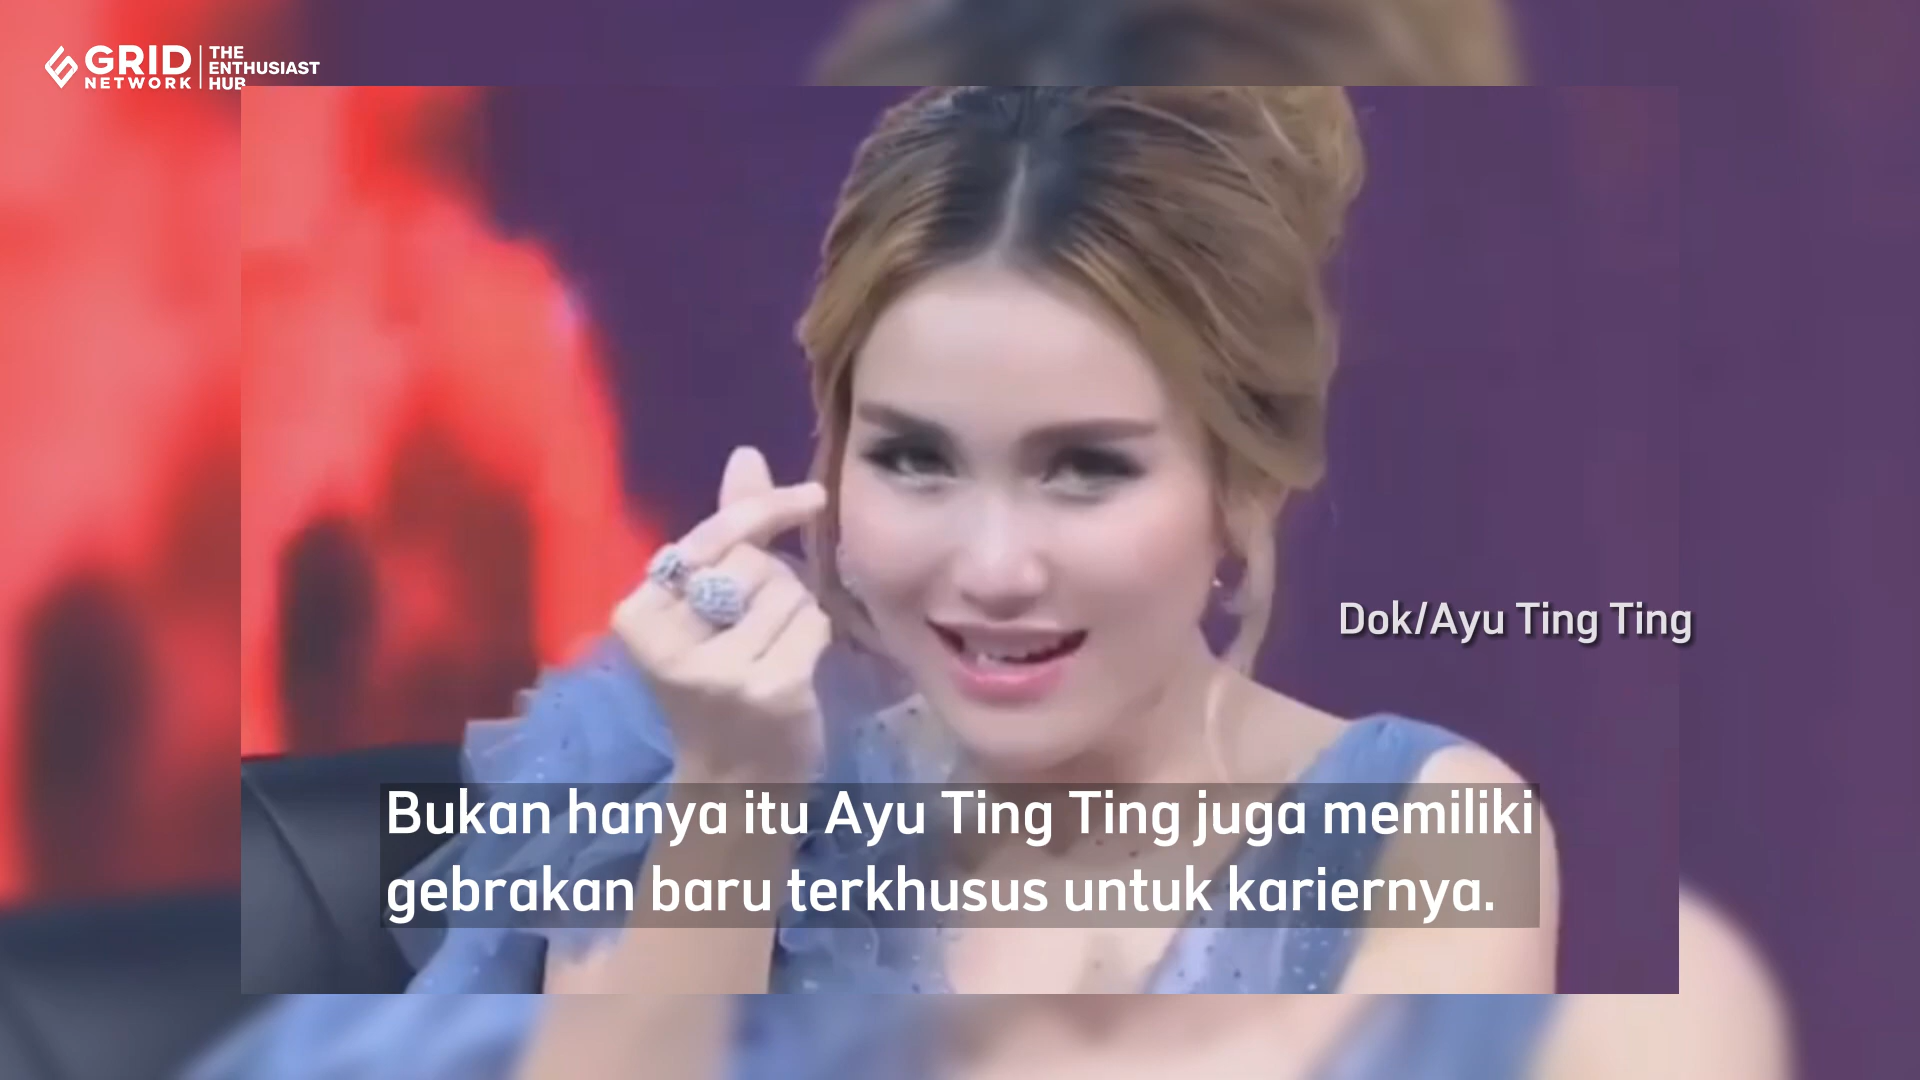 GRID
NETWORK
THE
ENTHUSIAST
HUB
Dok/Ayu Ting Ting
Bukan hanya itu Ayu Ting Ting juga memiliki
gebrakan baru terkhusus untuk kariernya.